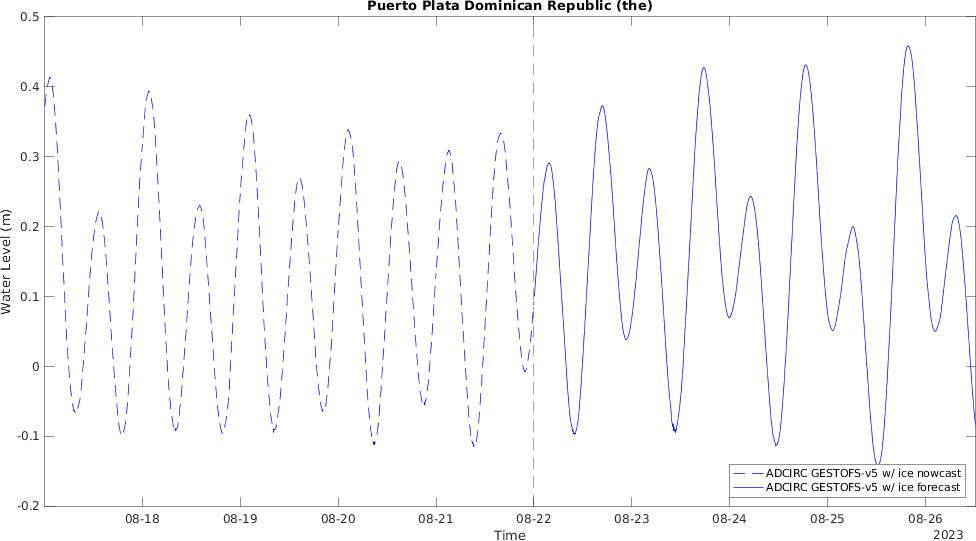 Puerto Plata Dominican Republic (the)
0.5
0.4
0.3
0.2
0.1
0
-0.1
-0.2
Water Level (m)
ADCIRC GESTOFS-v5 w/ ice nowcast
ADCIRC GESTOFS-v5 w/ ice forecast
08-18 08-19 08-20 08-21 08-22 08-23 08-24 08-25 08-26
Time
2023